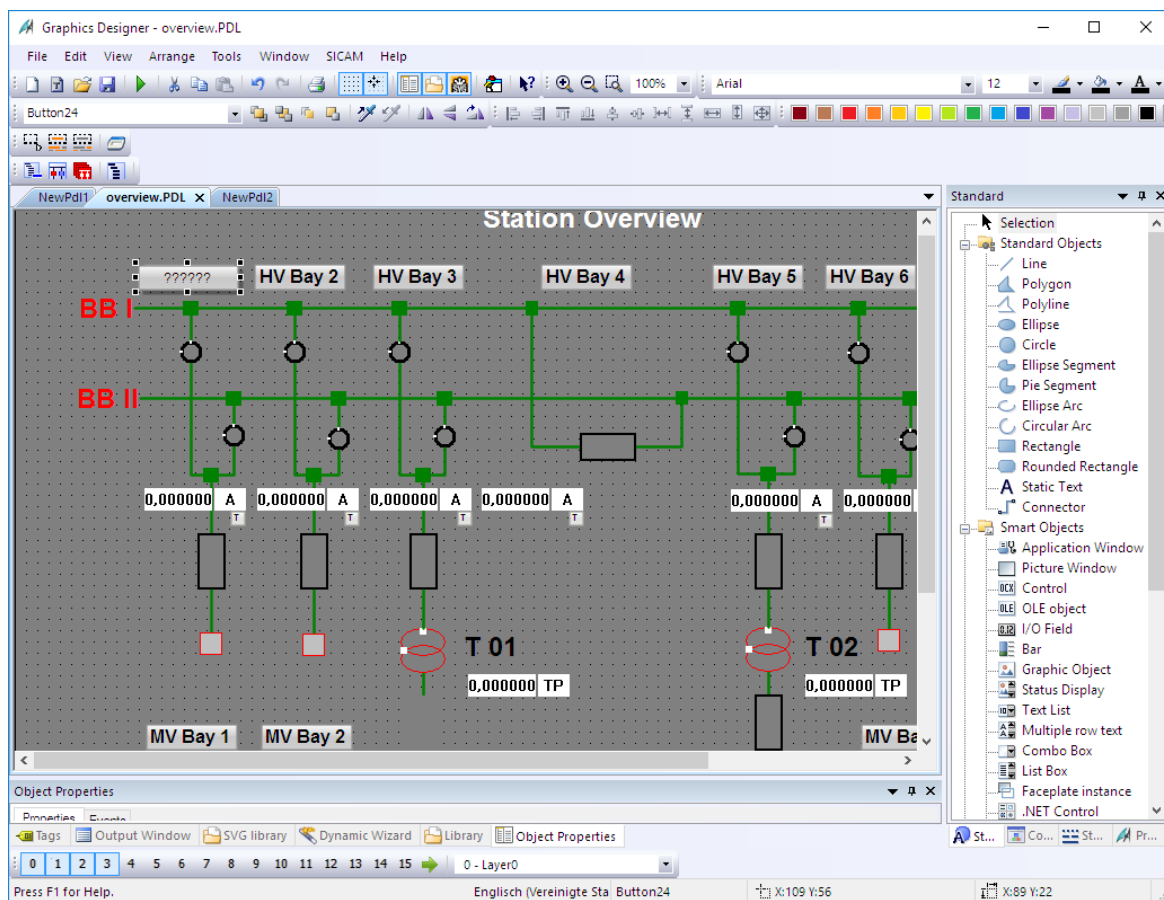 Graphics Designer - overview.PDL
File Edit View Arrange Tools Window SICAM Help
100% Arial 12
Button24
NewPdl1 overview.PDL NewPdl2
Station Overview
?????? HV Bay 2 HV Bay 3 HV Bay 4 HV Bay 5 HV Bay 6
BB I
BB II
0,000000 A 0,000000 A 0,000000 A 0,000000 A 0,000000 A 0,000000
T T T T
T 01 T 02
0,000000 TP 0,000000 TP
MV Bay 1 MV Bay 2 MV Ba
Standard
Selection
Standard Objects
Line
Polygon
Polyline
Ellipse
Circle
Ellipse Segment
Pie Segment
Ellipse Arc
Circular Arc
Rectangle
Rounded Rectangle
A Static Text
Connector
Smart Objects
Application Window
Picture Window
OCX Control
OLE OLE object
0.12 I/O Field
Bar
Graphic Object
Status Display
Text List
Multiple row text
Combo Box
List Box
Faceplate instance
.NET Control
St... Co... St... Pr...
Object Properties
Properties Events
Tags Output Window SVG library Dynamic Wizard Library Object Properties
0 1 2 3 4 5 6 7 8 9 10 11 12 13 14 15 0 - Layer0
Press F1 for Help. Englisch (Vereinigte Sta Button24 X:109 Y:56 X:89 Y:22